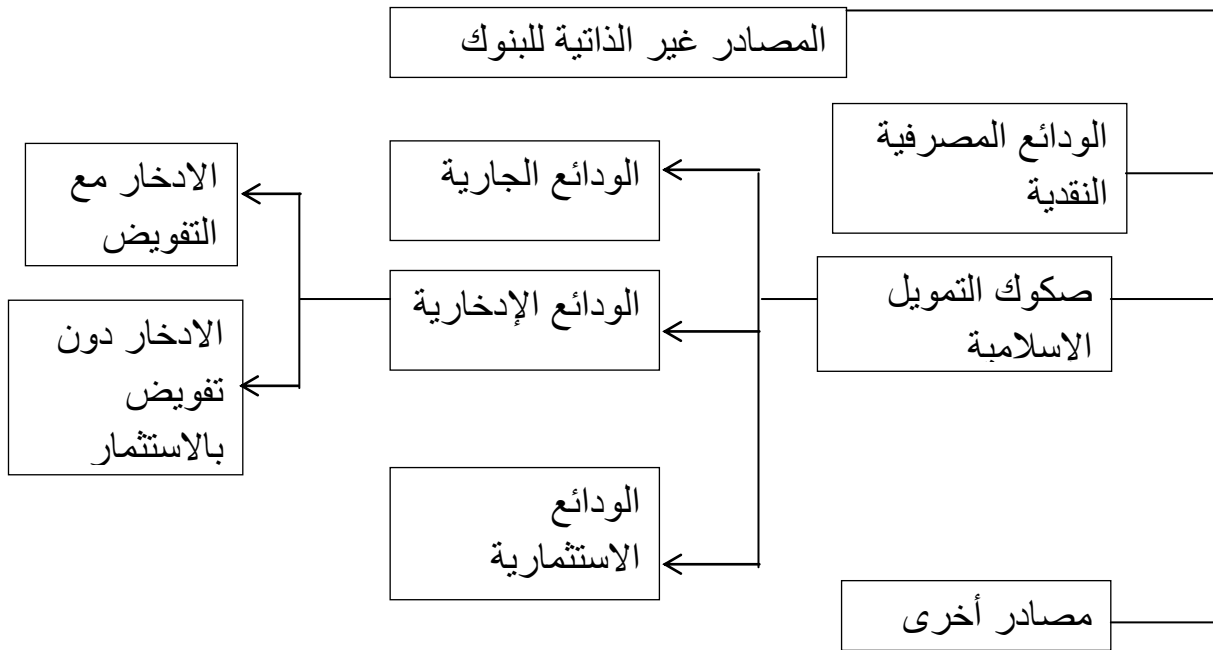 المصادر غير الذاتية للبنوك
الودائع المصرفية
النقدية
الودائع الجارية
الادخار مع
التفويض
صكوك التمويل
الاسلامية
الودائع الإدخارية
الادخار دون
تفويض
بالاستثمار
الودائع
الاستثمارية
مصادر أخرى